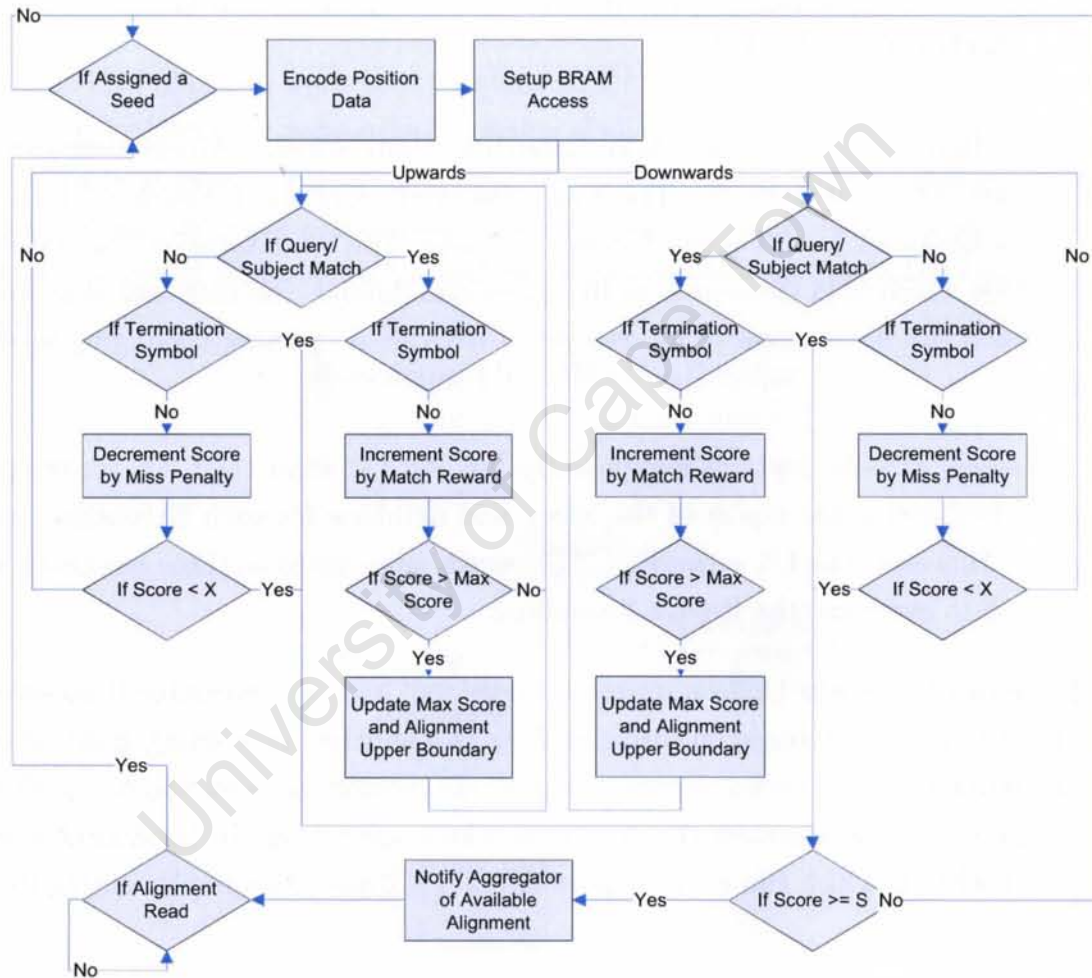 No
If Assigned a
Seed
Encode Position
Data
Setup BRAM
Access
Upwards
Downwards
No
No
If Query/
Subject Match
Yes
Yes
If Query/
Subject Match
No
No
No
If Termination
Symbol
Yes
If Termination
Symbol
If Termination
Symbol
Yes
If Termination
Symbol
No
No
No
No
Decrement Score
by Miss Penalty
Increment Score
by Match Reward
Increment Score
by Match Reward
Decrement Score
by Miss Penalty
If Score < X
Yes
If Score > Max
Score
No
If Score > Max
Score
Yes
If Score < X
Yes
Yes
Update Max Score
and Alignment
Upper Boundary
Update Max Score
and Alignment
Upper Boundary
Yes
If Alignment
Read
Notify Aggregator
of Available
Alignment
Yes
If Score >= S
No
No
University of Cape Town